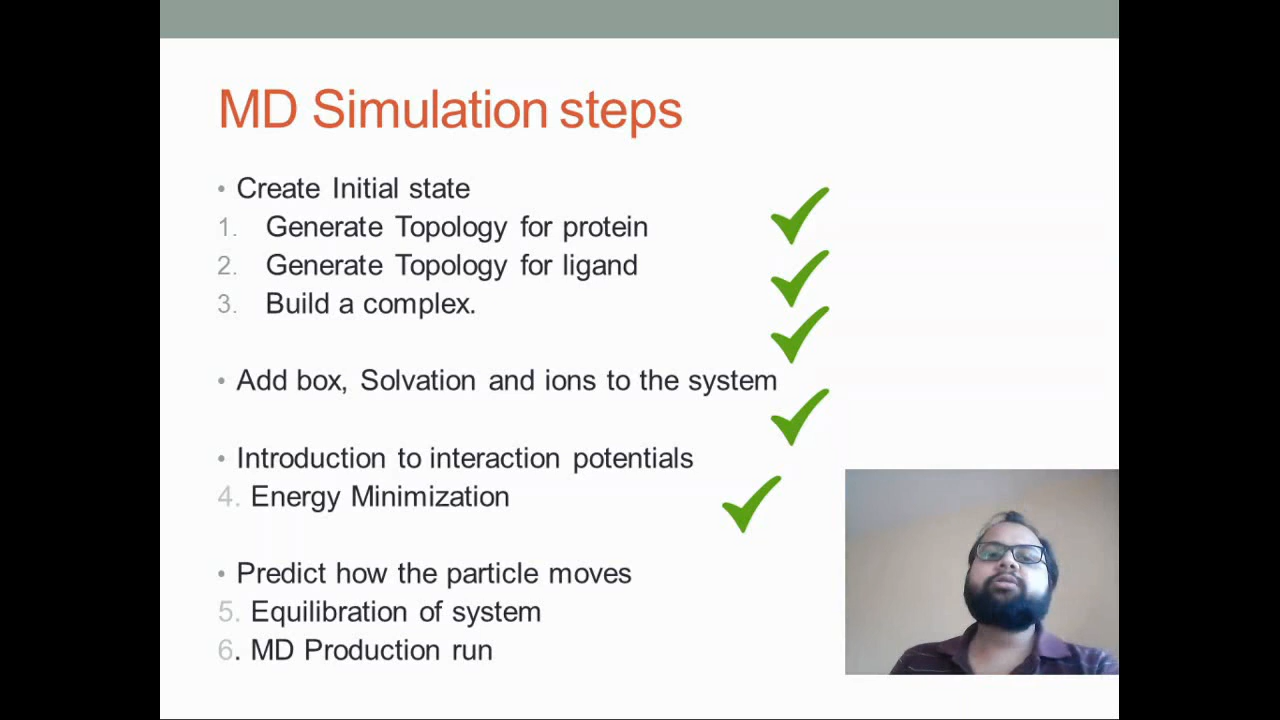 MD Simulation steps
• Create Initial state
1. Generate Topology for protein
2. Generate Topology for ligand
3. Build a complex.
• Add box, Solvation and ions to the system
• Introduction to interaction potentials
4. Energy Minimization
• Predict how the particle moves
5. Equilibration of system
6. MD Production run